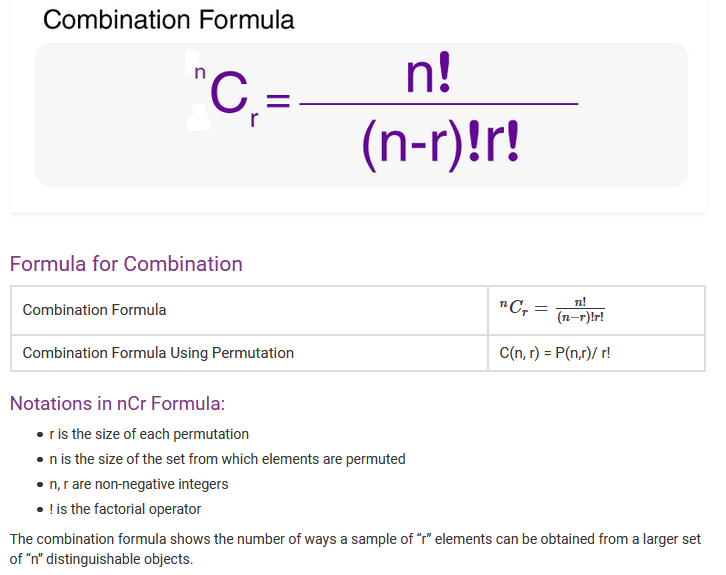 Combination Formula
ⁿCᵣ = n! / (n-r)!r!
Formula for Combination
Combination Formula ⁿCᵣ = n! / (n−r)!r!
Combination Formula Using Permutation C(n, r) = P(n,r)/ r!
Notations in nCr Formula:
• r is the size of each permutation
• n is the size of the set from which elements are permuted
• n, r are non-negative integers
• ! is the factorial operator
The combination formula shows the number of ways a sample of “r” elements can be obtained from a larger set
of “n” distinguishable objects.